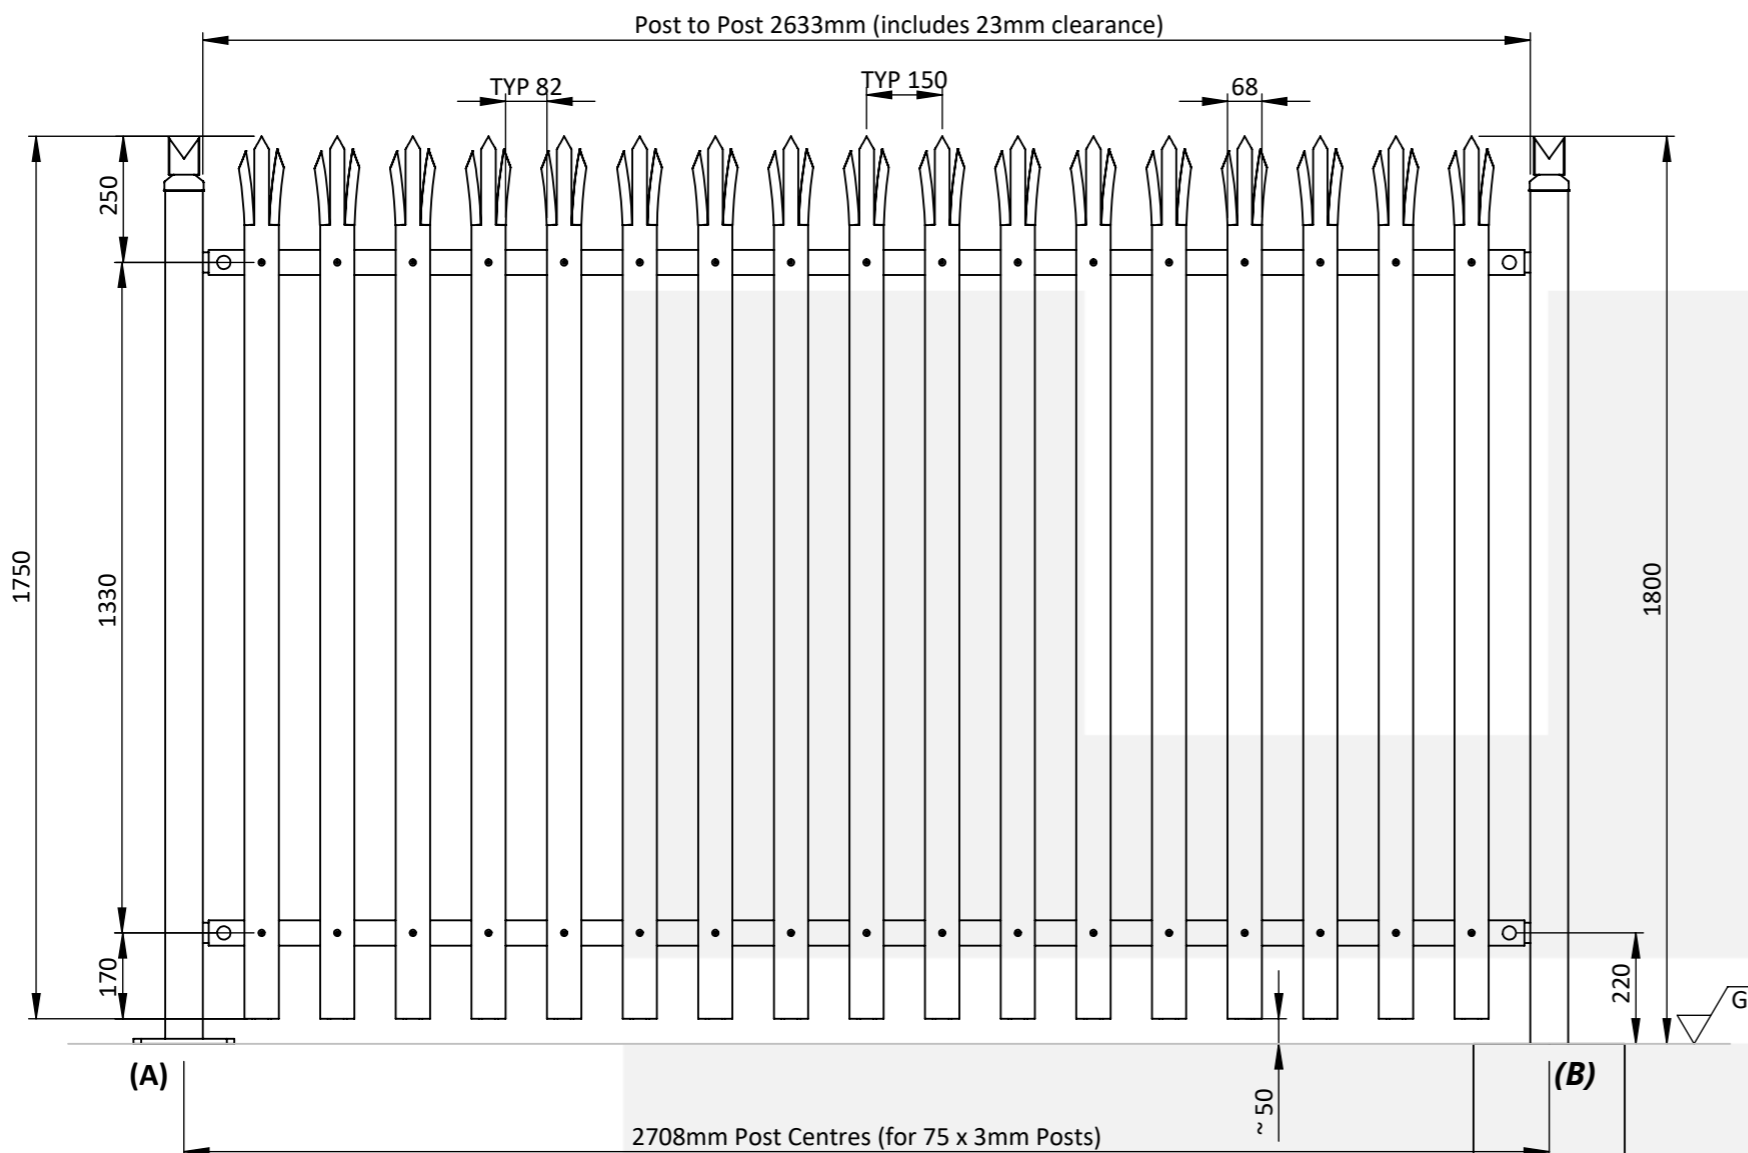 Post to Post 2633mm (includes 23mm clearance)
TYP 82
TYP 150
68
250
1750
1330
1800
170
220
G
(A)
(B)
~ 50
2708mm Post Centres (for 75 x 3mm Posts)